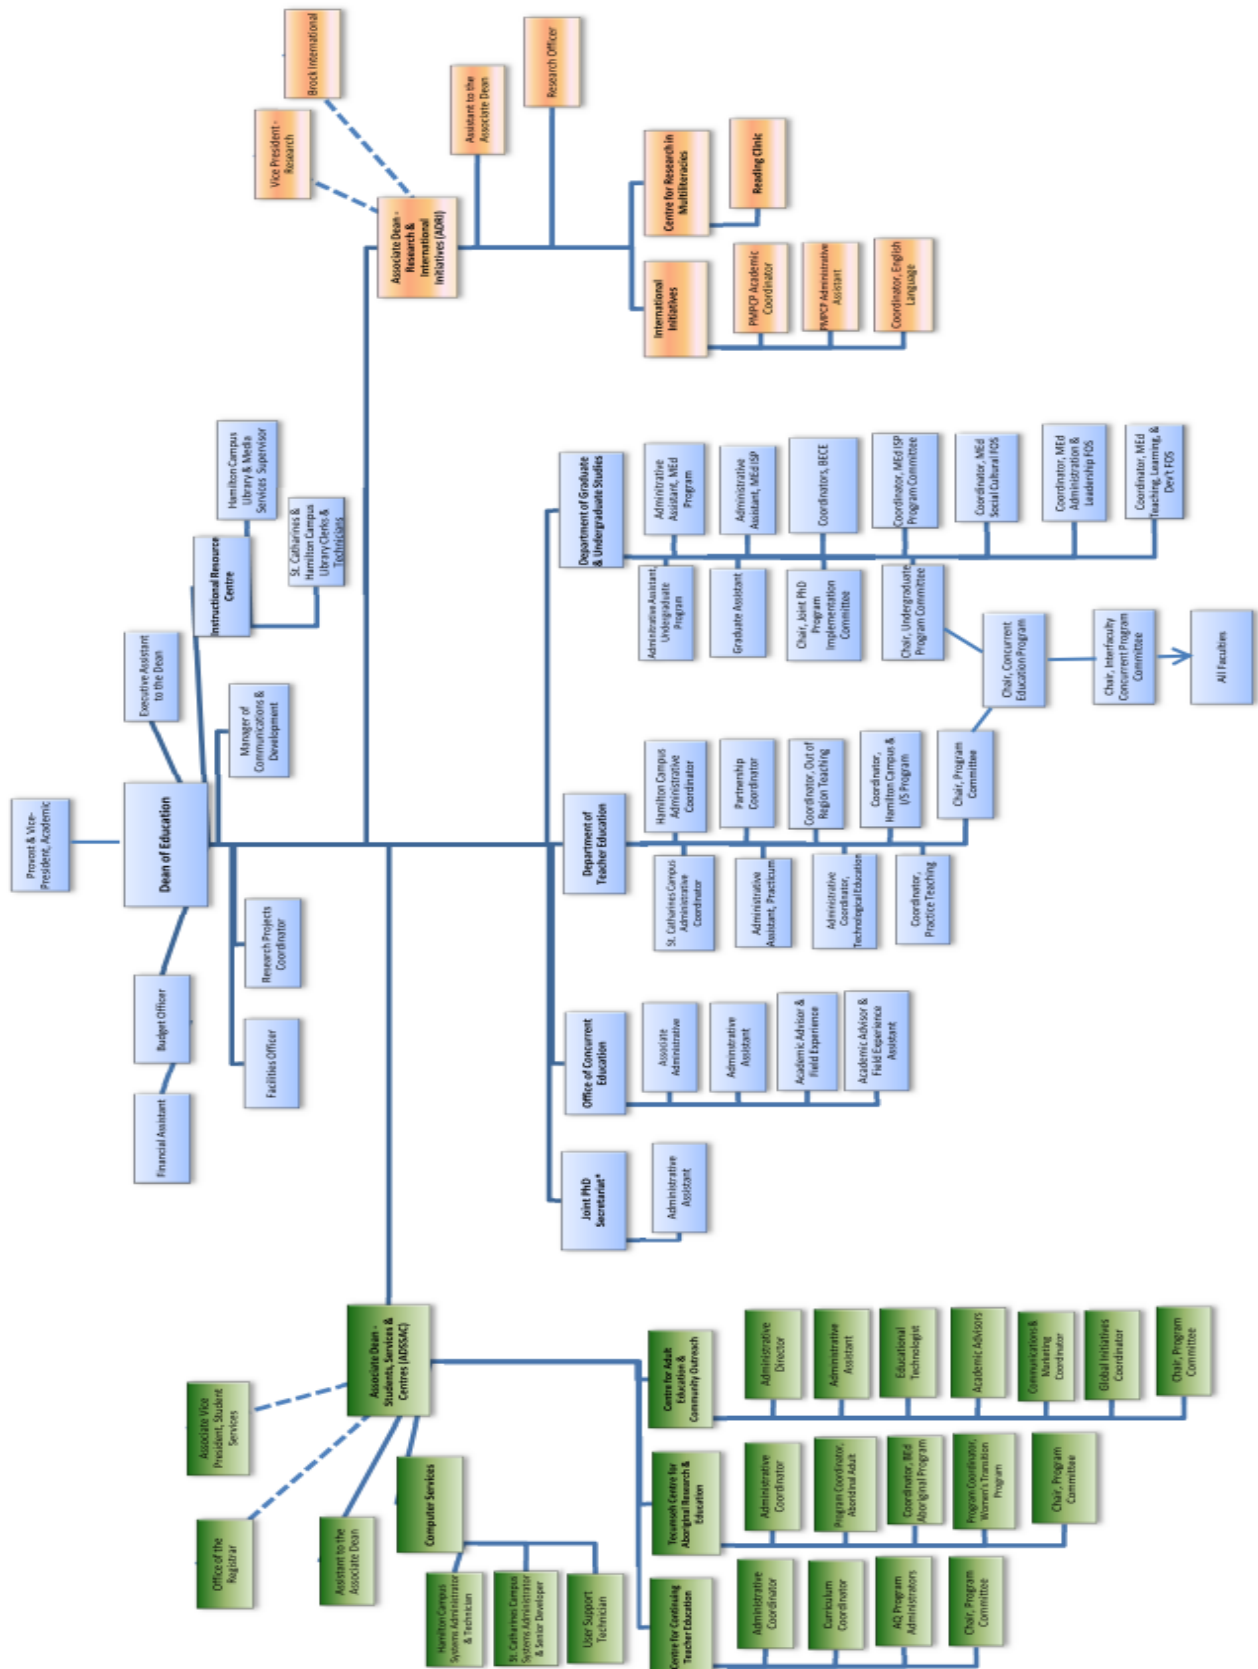 Provost & Vice-
President, Academic
Dean of Education
Executive Assistant
to the Dean
Budget Officer
Financial Assistant
Instructional Resource
Centre
Hamilton Campus
Library & Media
Services Supervisor
St. Catharines &
Hamilton Campus
Library Clerks &
Technicians
Manager of
Communications &
Development
Research Projects
Coordinator
Facilities Officer
Associate Vice
President, Student
Services
Office of the
Registrar
Associate Dean -
Students, Services &
Centres (ADSSAC)
Assistant to the
Associate Dean
Computer Services
Hamilton Campus
Systems Administrator
& Technician
St. Catharines Campus
Systems Administrator
& Senior Developer
User Support
Technician
Centre for Continuing
Teacher Education
Administrative
Coordinator
Curriculum
Coordinator
AQ Program
Administrators
Chair, Program
Committee
Tecumseh Centre for
Aboriginal Research &
Education
Administrative
Coordinator
Program Coordinator,
Aboriginal Adult
Coordinator, BEd
Aboriginal Program
Program Coordinator,
Women's Transition
Program
Chair, Program
Committee
Centre for Adult
Education &
Community Outreach
Administrative
Director
Administrative
Assistant
Educational
Technologist
Academic Advisors
Communications &
Marketing
Coordinator
Global Initiatives
Coordinator
Chair, Program
Committee
Joint PhD
Secretariat*
Administrative
Assistant
Office of Concurrent
Education
Associate
Administrative
Administrative
Assistant
Academic Advisor &
Field Experience
Academic Advisor &
Field Experience
Assistant
Department of
Teacher Education
St. Catharines Campus
Administrative
Coordinator
Hamilton Campus
Administrative
Coordinator
Administrative
Assistant, Practicum
Partnership
Coordinator
Administrative
Coordinator,
Technological Education
Coordinator, Out of
Region Teaching
Coordinator,
Practice Teaching
Coordinator,
Hamilton Campus &
I/S Program
Chair, Program
Committee
Department of Graduate
& Undergraduate Studies
Administrative Assistant,
Undergraduate
Program
Administrative
Assistant, MEd
Program
Graduate Assistant
Administrative
Assistant, MEd ISP
Chair, Joint PhD
Program
Implementation
Committee
Coordinators, BECE
Chair, Undergraduate
Program Committee
Coordinator, MEd ISP
Program Committee
Coordinator, MEd
Social Cultural FOS
Coordinator, MEd
Administration &
Leadership FOS
Coordinator, MEd
Teaching, Learning, &
Dev't FOS
Chair, Concurrent
Education Program
Chair, Interfaculty
Concurrent Program
Committee
All Faculties
Vice President -
Research
Brock International
Associate Dean -
Research &
International
Initiatives (ADRI)
Assistant to the
Associate Dean
Research Officer
International
Initiatives
PMPCP Academic
Coordinator
PMPCP Administrative
Assistant
Coordinator, English
Language
Centre for Research in
Multiliteracies
Reading Clinic